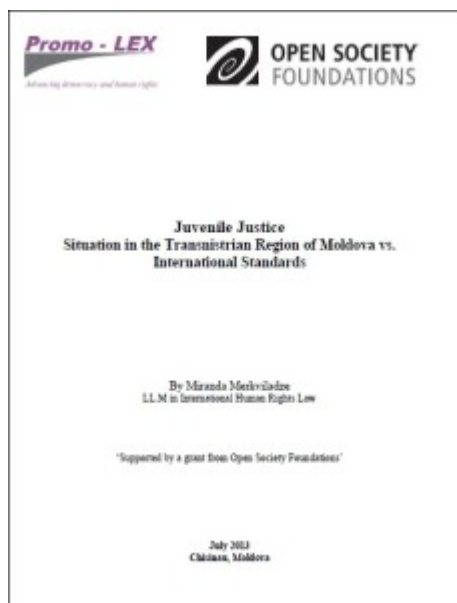 Promo - LEX
Advancing democracy and human rights
OPEN SOCIETY
FOUNDATIONS
Juvenile Justice
Situation in the Transnistrian Region of Moldova vs.
International Standards
By Miranda Merkviladze
LL.M in International Human Rights Law
"Supported by a grant from Open Society Foundations"
July 2013
Chisinau, Moldova